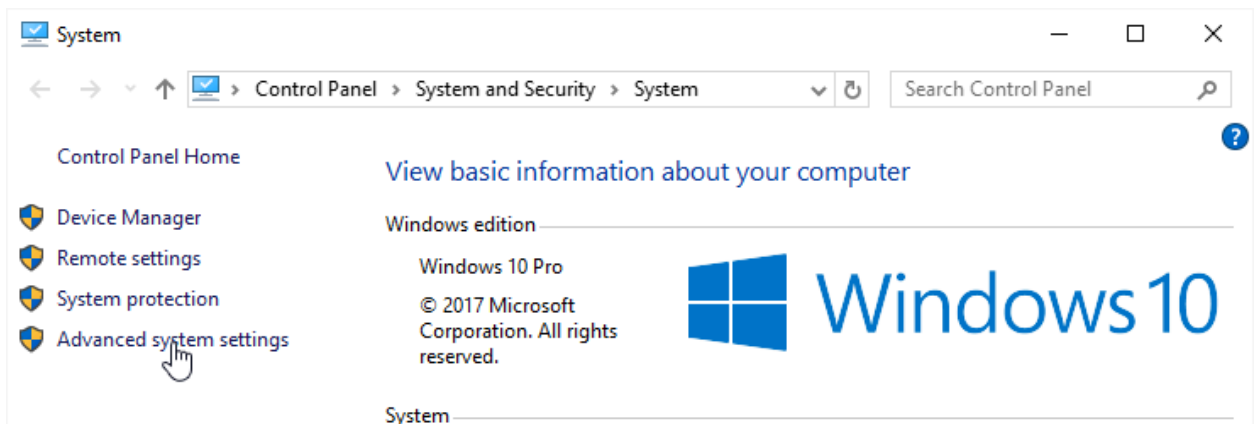 System
Control Panel > System and Security > System
Search Control Panel
?
Control Panel Home
Device Manager
Remote settings
System protection
Advanced system settings
View basic information about your computer
Windows edition
Windows 10 Pro
© 2017 Microsoft
Corporation. All rights
reserved.
Windows 10
System